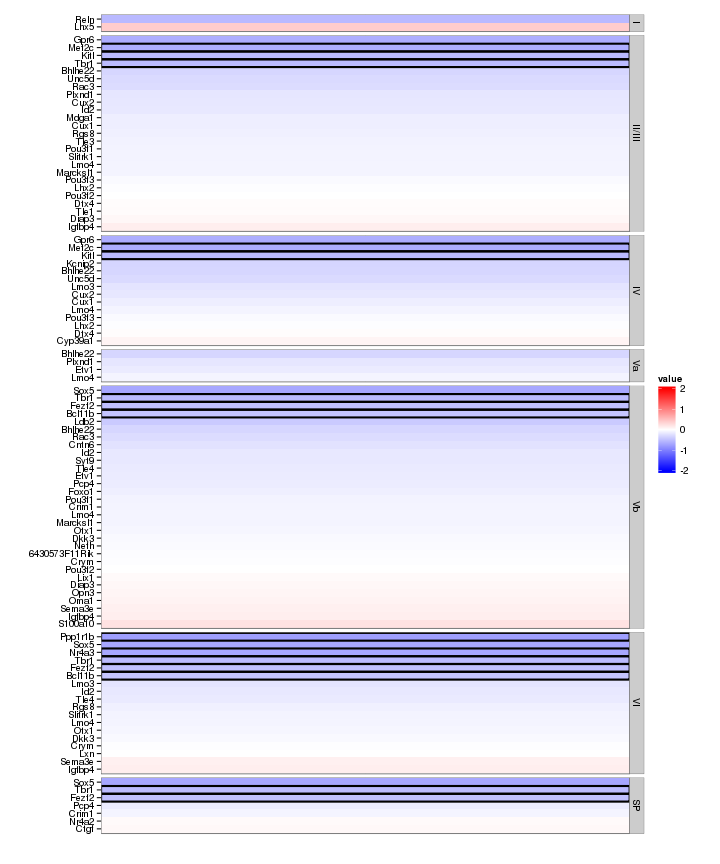 Reln
Lhx5
I
Gpr6
Mef2c
Kitl
Tbr1
Bhlhe22
Unc5d
Rac3
Plxnd1
Cux2
Id2
Mdga1
Cux1
Rgs8
Tle3
Pou3f1
Slitrk1
Lmo4
Marcksl1
Pou3f3
Lhx2
Pou3f2
Dtx4
Tle1
Diap3
Igfbp4
II/III
Gpr6
Mef2c
Kitl
Kcnip2
Bhlhe22
Unc5d
Lmo3
Cux2
Cux1
Lmo4
Pou3f3
Lhx2
Dtx4
Cyp39a1
IV
Bhlhe22
Plxnd1
Etv1
Lmo4
Va
Sox5
Tbr1
Fezf2
Bcl11b
Ldb2
Bhlhe22
Rac3
Cntn6
Id2
Syt9
Tle4
Etv1
Pcp4
Foxo1
Pou3f1
Crim1
Lmo4
Marcksl1
Otx1
Dkk3
Nefh
6430573F11Rik
Crym
Pou3f2
Lix1
Diap3
Opn3
Oma1
Sema3e
Igfbp4
S100a10
Vb
Ppp1r1b
Sox5
Nr4a3
Tbr1
Fezf2
Bcl11b
Lmo3
Id2
Tle4
Rgs8
Slitrk1
Lmo4
Otx1
Dkk3
Crym
Lxn
Sema3e
Igfbp4
VI
Sox5
Tbr1
Fezf2
Pcp4
Crim1
Nr4a2
Ctgf
SP
value
2
1
0
-1
-2